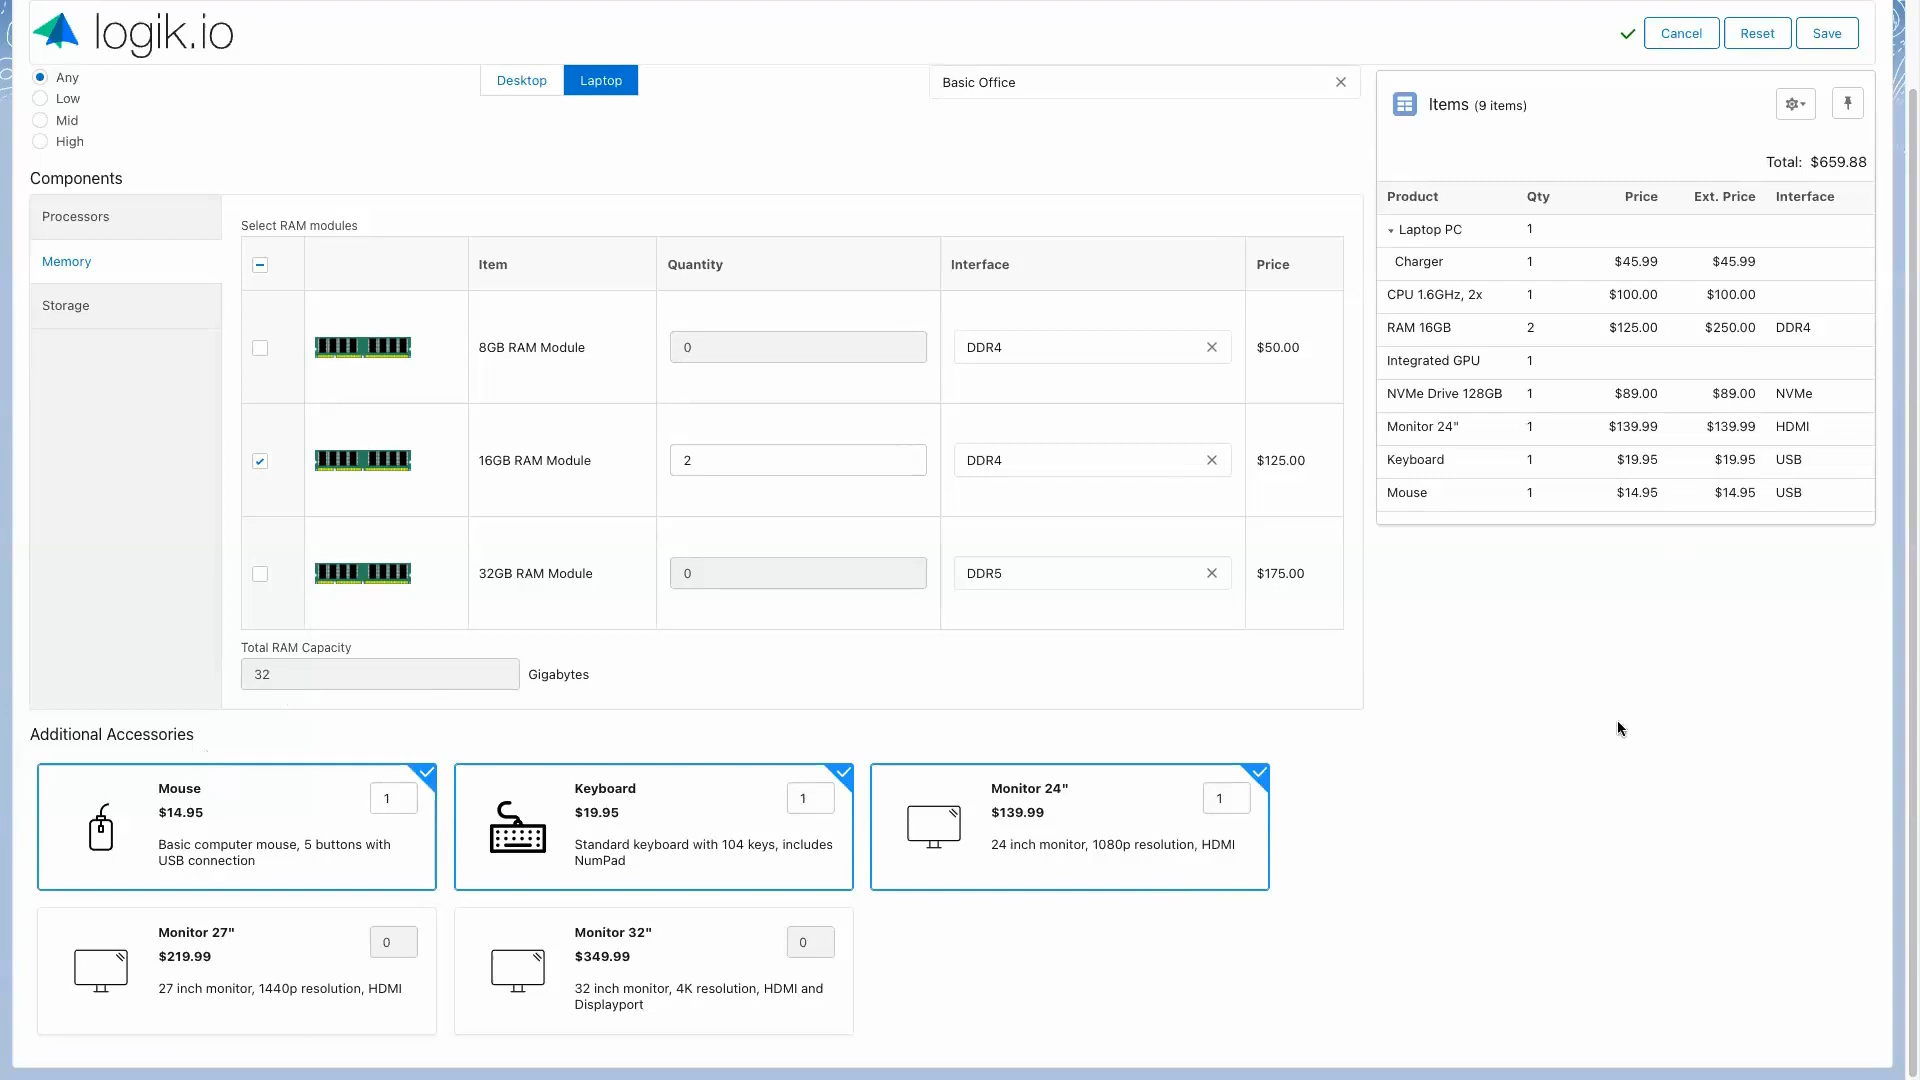 logik.io
Cancel
Reset
Save
Any
Low
Mid
High
Desktop
Laptop
Basic Office
Components
Processors
Memory
Storage
Select RAM modules
Item Quantity Interface Price
8GB RAM Module 0 DDR4 $50.00
16GB RAM Module 2 DDR4 $125.00
32GB RAM Module 0 DDR5 $175.00
Total RAM Capacity
32 Gigabytes
Items (9 items)
Total: $659.88
Product Qty Price Ext. Price Interface
Laptop PC 1
Charger 1 $45.99 $45.99
CPU 1.6GHz, 2x 1 $100.00 $100.00
RAM 16GB 2 $125.00 $250.00 DDR4
Integrated GPU 1
NVMe Drive 128GB 1 $89.00 $89.00 NVMe
Monitor 24" 1 $139.99 $139.99 HDMI
Keyboard 1 $19.95 $19.95 USB
Mouse 1 $14.95 $14.95 USB
Additional Accessories
Mouse
1
$14.95
Basic computer mouse, 5 buttons with
USB connection
Keyboard
1
$19.95
Standard keyboard with 104 keys, includes
NumPad
Monitor 24"
1
$139.99
24 inch monitor, 1080p resolution, HDMI
Monitor 27"
0
$219.99
27 inch monitor, 1440p resolution, HDMI
Monitor 32"
0
$349.99
32 inch monitor, 4K resolution, HDMI and
Displayport